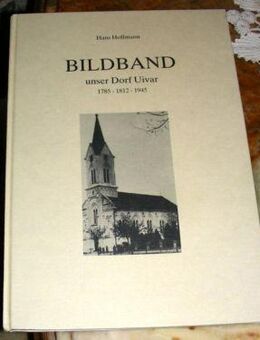 Hans Hoffmann
BILDBAND
unser Dorf Uivar
1785 - 1812 - 1945